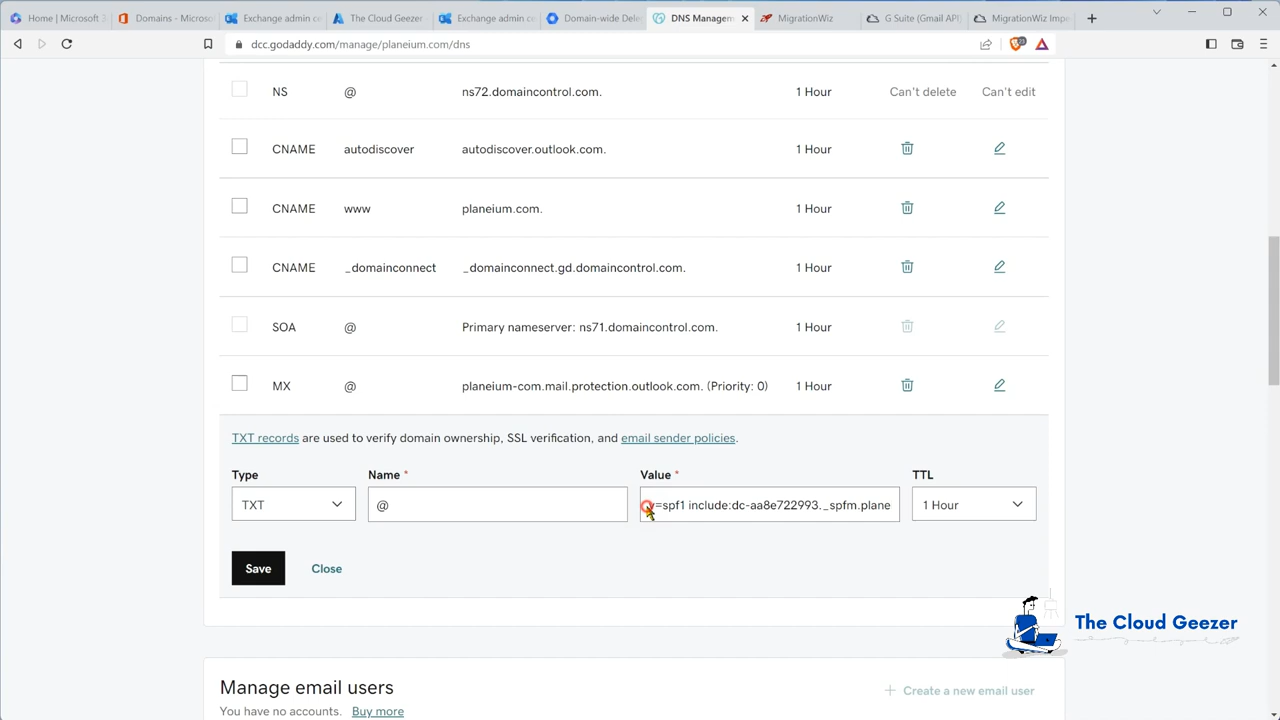 Home | Microsoft 3
Domains - Microso
Exchange admin ce
The Cloud Geezer
Exchange admin ce
Domain-wide Dele
DNS Managem
MigrationWiz
G Suite (Gmail API)
MigrationWiz Impe
dcc.godaddy.com/manage/planeium.com/dns
NS @ ns72.domaincontrol.com. 1 Hour Can't delete Can't edit
CNAME autodiscover autodiscover.outlook.com. 1 Hour
CNAME www planeium.com. 1 Hour
CNAME _domainconnect _domainconnect.gd.domaincontrol.com. 1 Hour
SOA @ Primary nameserver: ns71.domaincontrol.com. 1 Hour
MX @ planeium-com.mail.protection.outlook.com. (Priority: 0) 1 Hour
TXT records are used to verify domain ownership, SSL verification, and email sender policies.
Type Name * Value * TTL
TXT @ v=spf1 include:dc-aa8e722993._spfm.plane 1 Hour
Save Close
The Cloud Geezer
Manage email users
+ Create a new email user
You have no accounts. Buy more